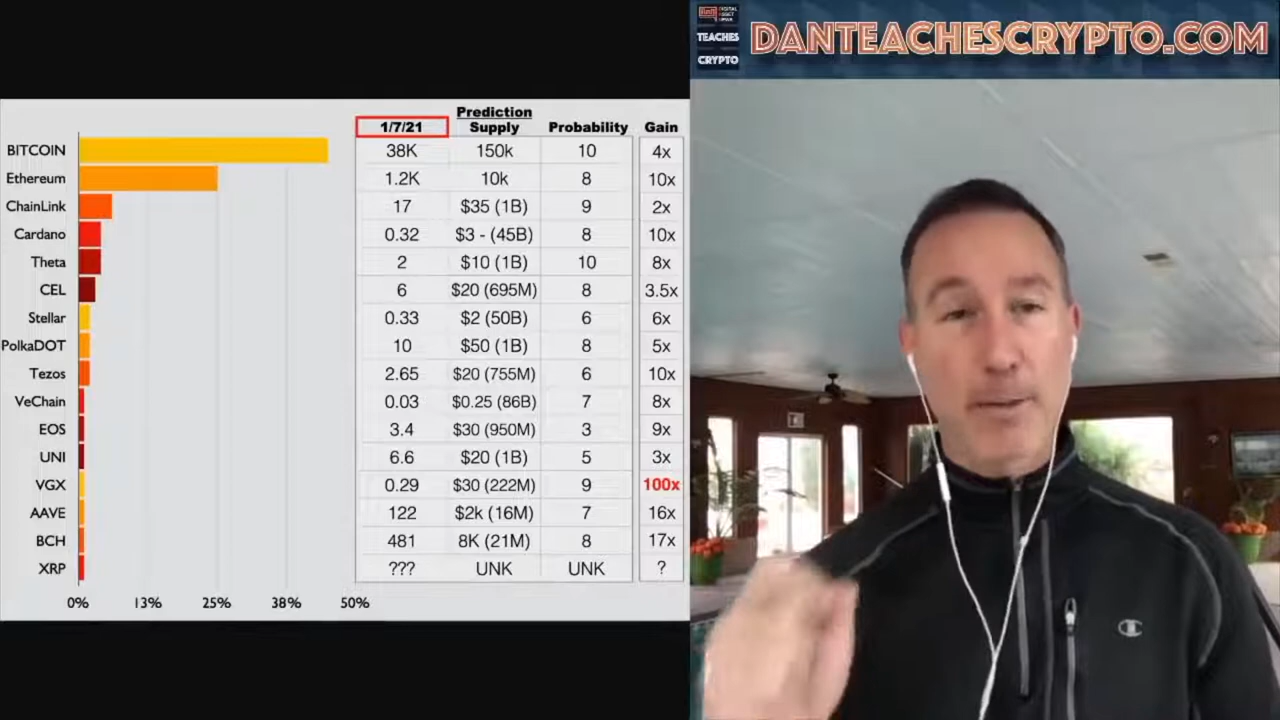 DIGITAL
ASSET
NEWS
TEACHES
CRYPTO
DANTEACHESCRYPTO.COM
Prediction
1/7/21 Supply Probability Gain
BITCOIN 38K 150k 10 4x
Ethereum 1.2K 10k 8 10x
ChainLink 17 $35 (1B) 9 2x
Cardano 0.32 $3 - (45B) 8 10x
Theta 2 $10 (1B) 10 8x
CEL 6 $20 (695M) 8 3.5x
Stellar 0.33 $2 (50B) 6 6x
PolkaDOT 10 $50 (1B) 8 5x
Tezos 2.65 $20 (755M) 6 10x
VeChain 0.03 $0.25 (86B) 7 8x
EOS 3.4 $30 (950M) 3 9x
UNI 6.6 $20 (1B) 5 3x
VGX 0.29 $30 (222M) 9 100x
AAVE 122 $2k (16M) 7 16x
BCH 481 8K (21M) 8 17x
XRP ??? UNK UNK ?
0% 13% 25% 38% 50%